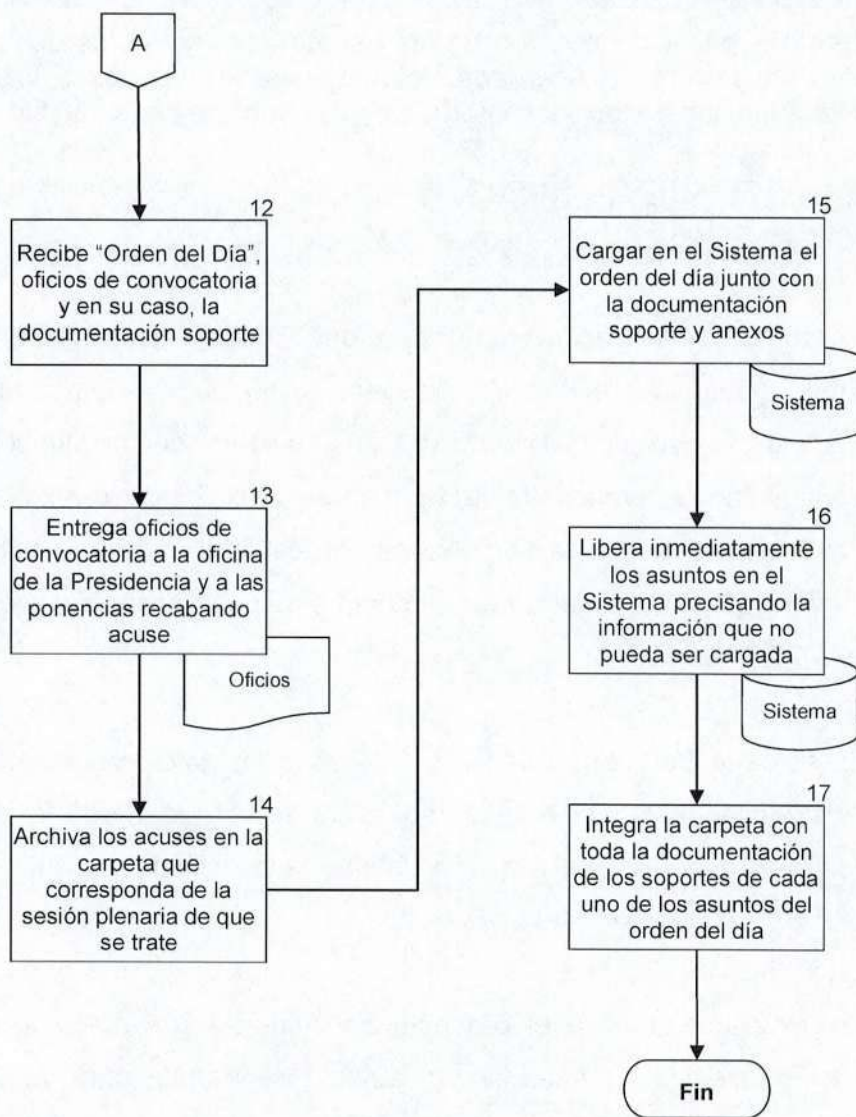 A
12
Recibe “Orden del Día”,
oficios de convocatoria
y en su caso, la
documentación soporte
13
Entrega oficios de
convocatoria a la oficina
de la Presidencia y a las
ponencias recabando
acuse
Oficios
14
Archiva los acuses en la
carpeta que
corresponda de la
sesión plenaria de que
se trate
15
Cargar en el Sistema el
orden del día junto con
la documentación
soporte y anexos
Sistema
16
Libera inmediatamente
los asuntos en el
Sistema precisando la
información que no
pueda ser cargada
Sistema
17
Integra la carpeta con
toda la documentación
de los soportes de cada
uno de los asuntos del
orden del día
Fin